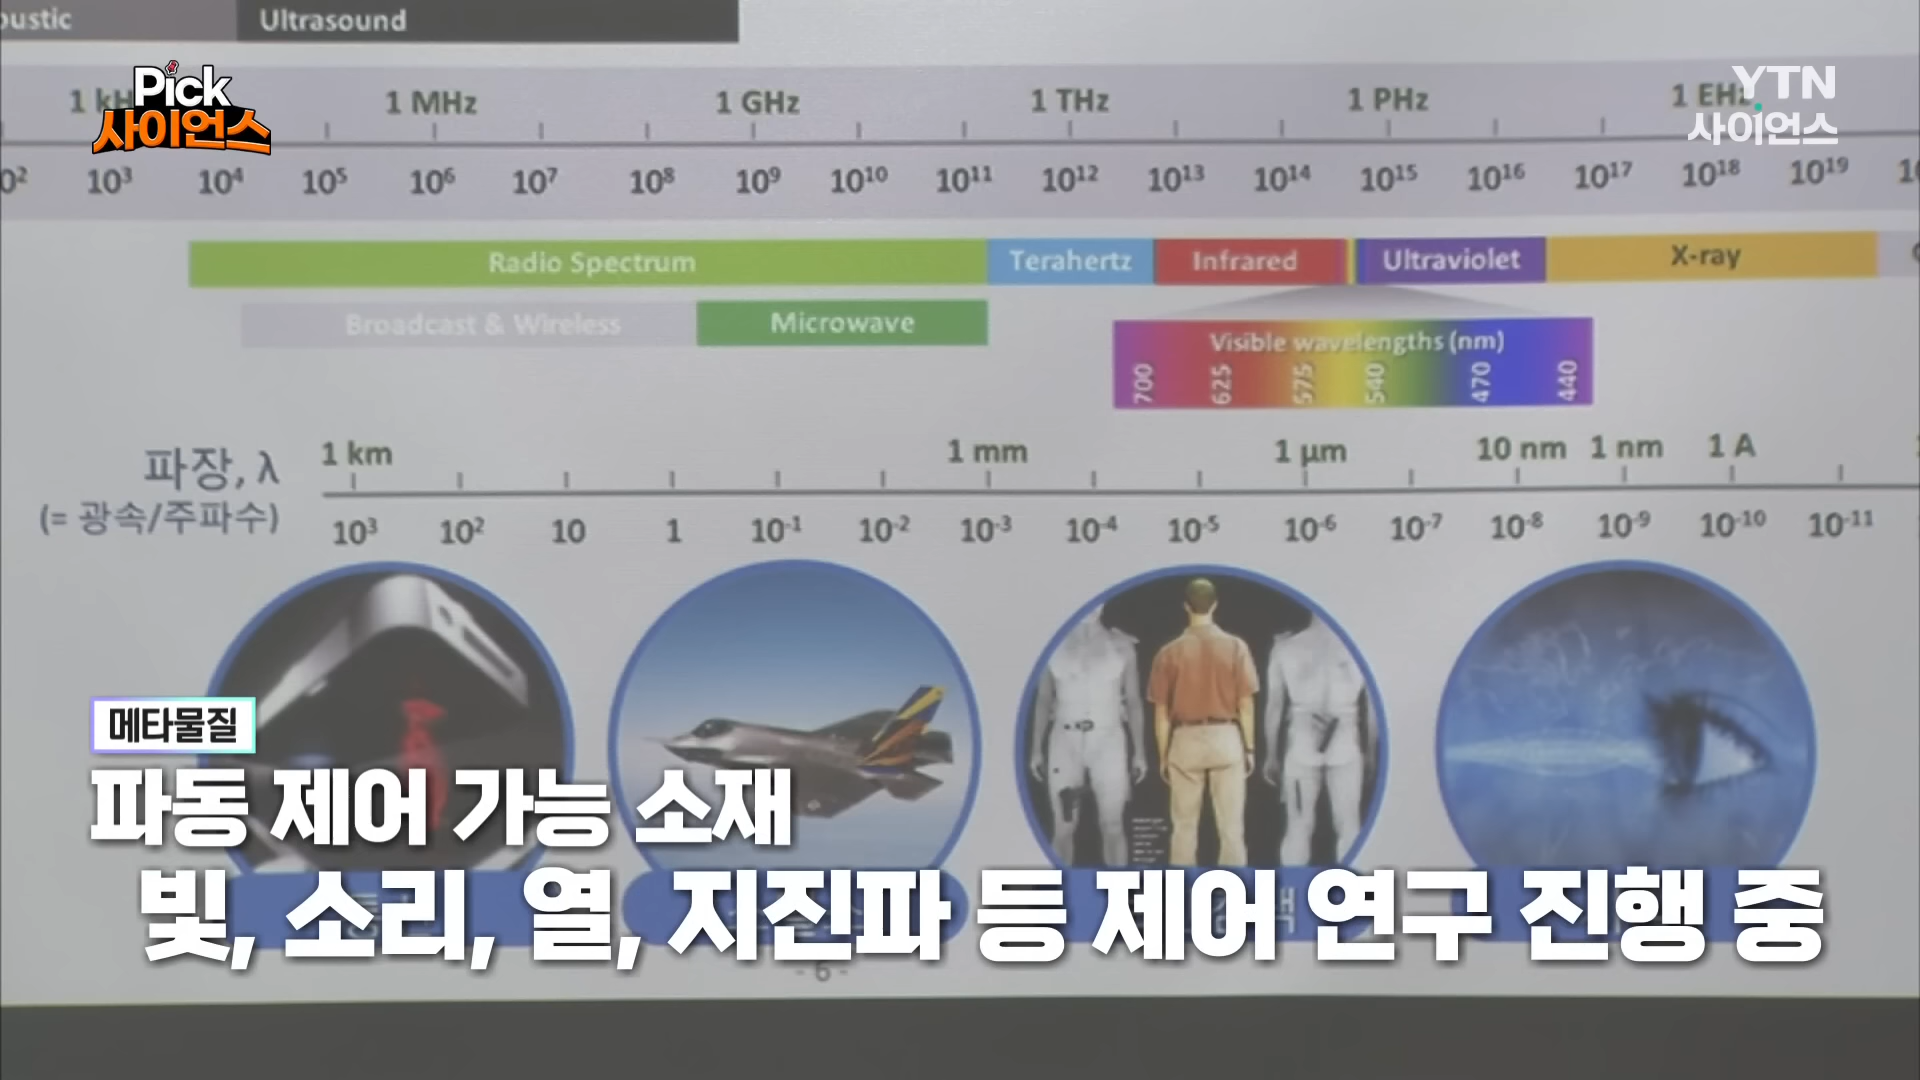 Ultrasound
Pick
사이언스
YTN
사이언스
1 MHz 1 GHz 1 THz 1 PHz
10³ 10⁴ 10⁵ 10⁶ 10⁷ 10⁸ 10⁹ 10¹⁰ 10¹¹ 10¹² 10¹³ 10¹⁴ 10¹⁵ 10¹⁶ 10¹⁷ 10¹⁸ 10¹⁹
Radio Spectrum Terahertz Infrared Ultraviolet X-ray
Broadcast & Wireless Microwave
Visible wavelengths (nm)
700 625 575 540 470 440
파장, λ 1 km 1 mm 1 μm 10 nm 1 nm 1 A
(= 광속/주파수)
10³ 10² 10 1 10⁻¹ 10⁻² 10⁻³ 10⁻⁴ 10⁻⁵ 10⁻⁶ 10⁻⁷ 10⁻⁸ 10⁻⁹ 10⁻¹⁰ 10⁻¹¹
메타물질
파동 제어 가능 소재
빛, 소리, 열, 지진파 등 제어 연구 진행 중
- 6 -